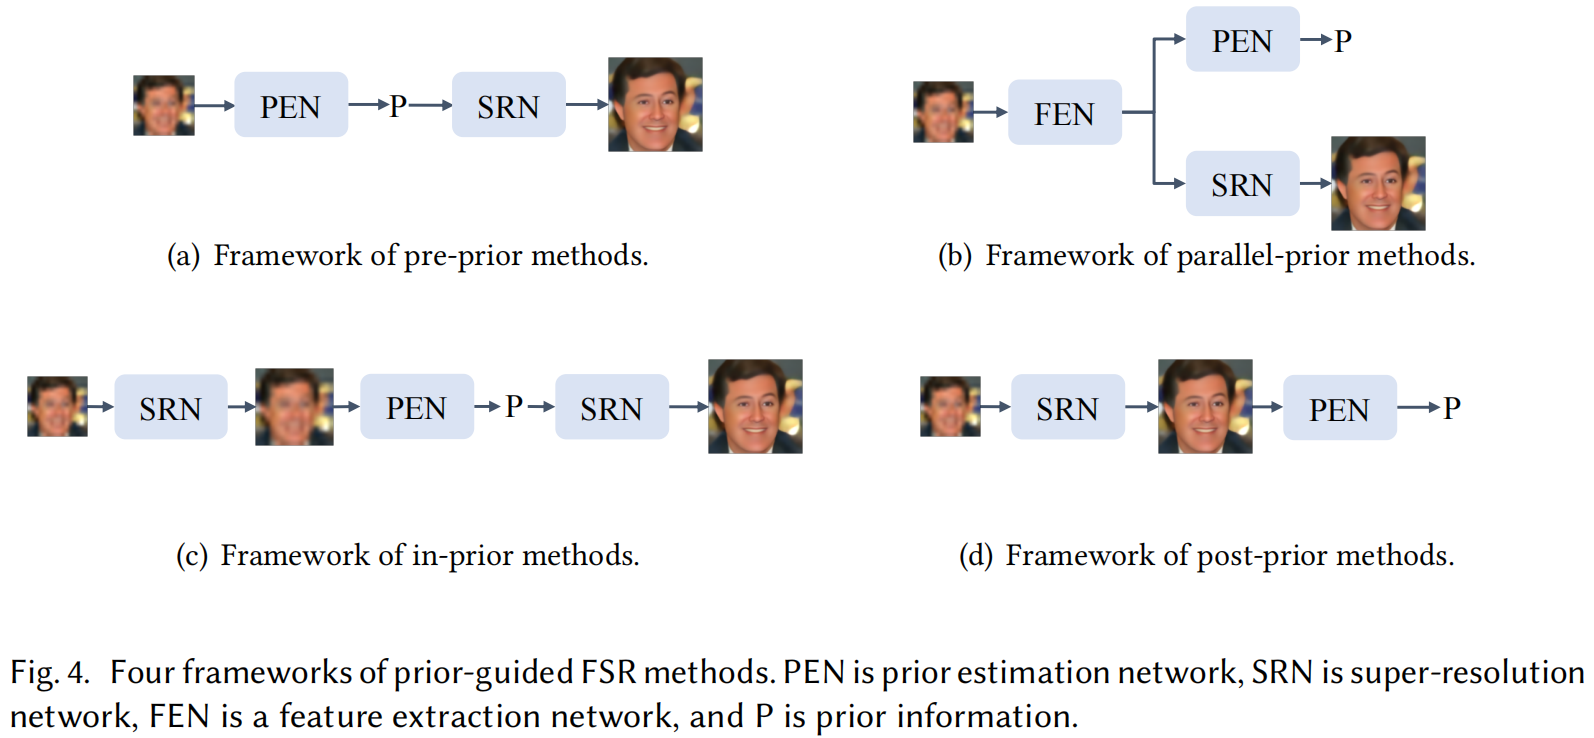 PEN
P
SRN
(a) Framework of pre-prior methods.
FEN
PEN
P
SRN
(b) Framework of parallel-prior methods.
SRN
PEN
P
SRN
(c) Framework of in-prior methods.
SRN
PEN
P
(d) Framework of post-prior methods.
Fig. 4. Four frameworks of prior-guided FSR methods. PEN is prior estimation network, SRN is super-resolution
network, FEN is a feature extraction network, and P is prior information.